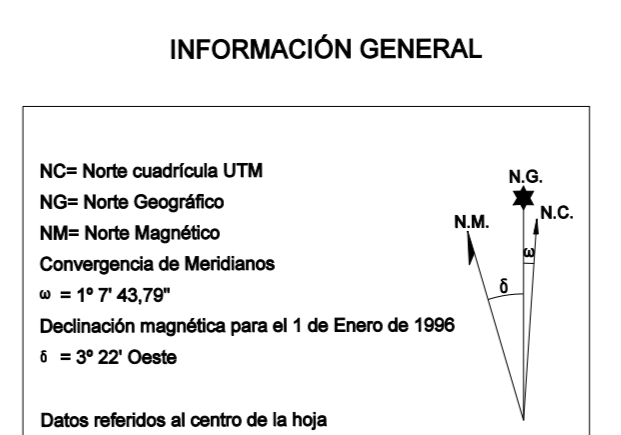 INFORMACIÓN GENERAL
NC= Norte cuadrícula UTM
NG= Norte Geográfico
NM= Norte Magnético
Convergencia de Meridianos
ω = 1º 7' 43,79"
Declinación magnética para el 1 de Enero de 1996
δ = 3º 22' Oeste
Datos referidos al centro de la hoja
N.G.
N.M.
N.C.
ω
δ